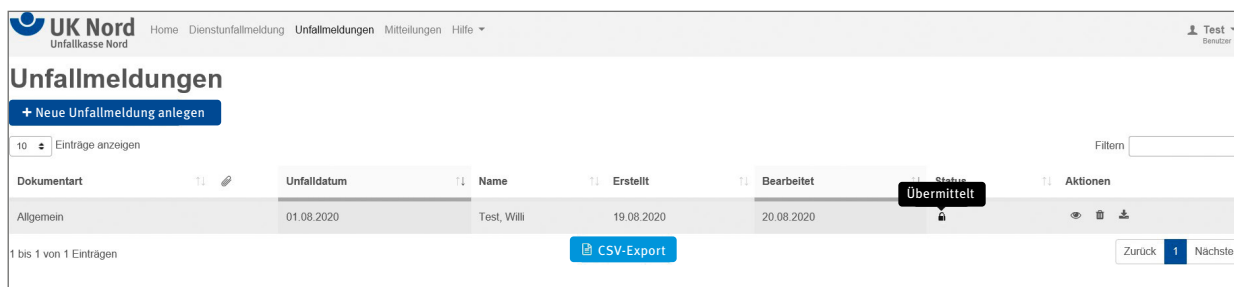 UK Nord
Unfallkasse Nord
Home Dienstunfallmeldung Unfallmeldungen Mitteilungen Hilfe
Test
Benutzer
Unfallmeldungen
+ Neue Unfallmeldung anlegen
10 Einträge anzeigen
Filtern
Dokumentart Unfalldatum Name Erstellt Bearbeitet Status Aktionen
Übermittelt
Allgemein 01.08.2020 Test, Willi 19.08.2020 20.08.2020
1 bis 1 von 1 Einträgen
CSV-Export
Zurück 1 Nächste